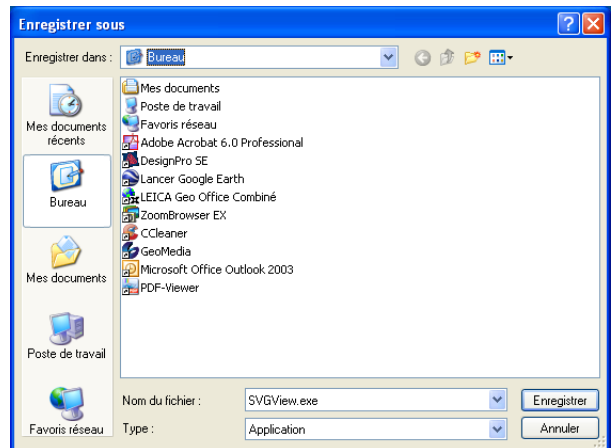 Enregistrer sous
Enregistrer dans :
Bureau
Mes documents récents
Bureau
Mes documents
Poste de travail
Favoris réseau
Mes documents
Poste de travail
Favoris réseau
Adobe Acrobat 6.0 Professional
DesignPro SE
Lancer Google Earth
LEICA Geo Office Combiné
ZoomBrowser EX
CCleaner
GeoMedia
Microsoft Office Outlook 2003
PDF-Viewer
Nom du fichier :
SVGView.exe
Enregistrer
Type :
Application
Annuler